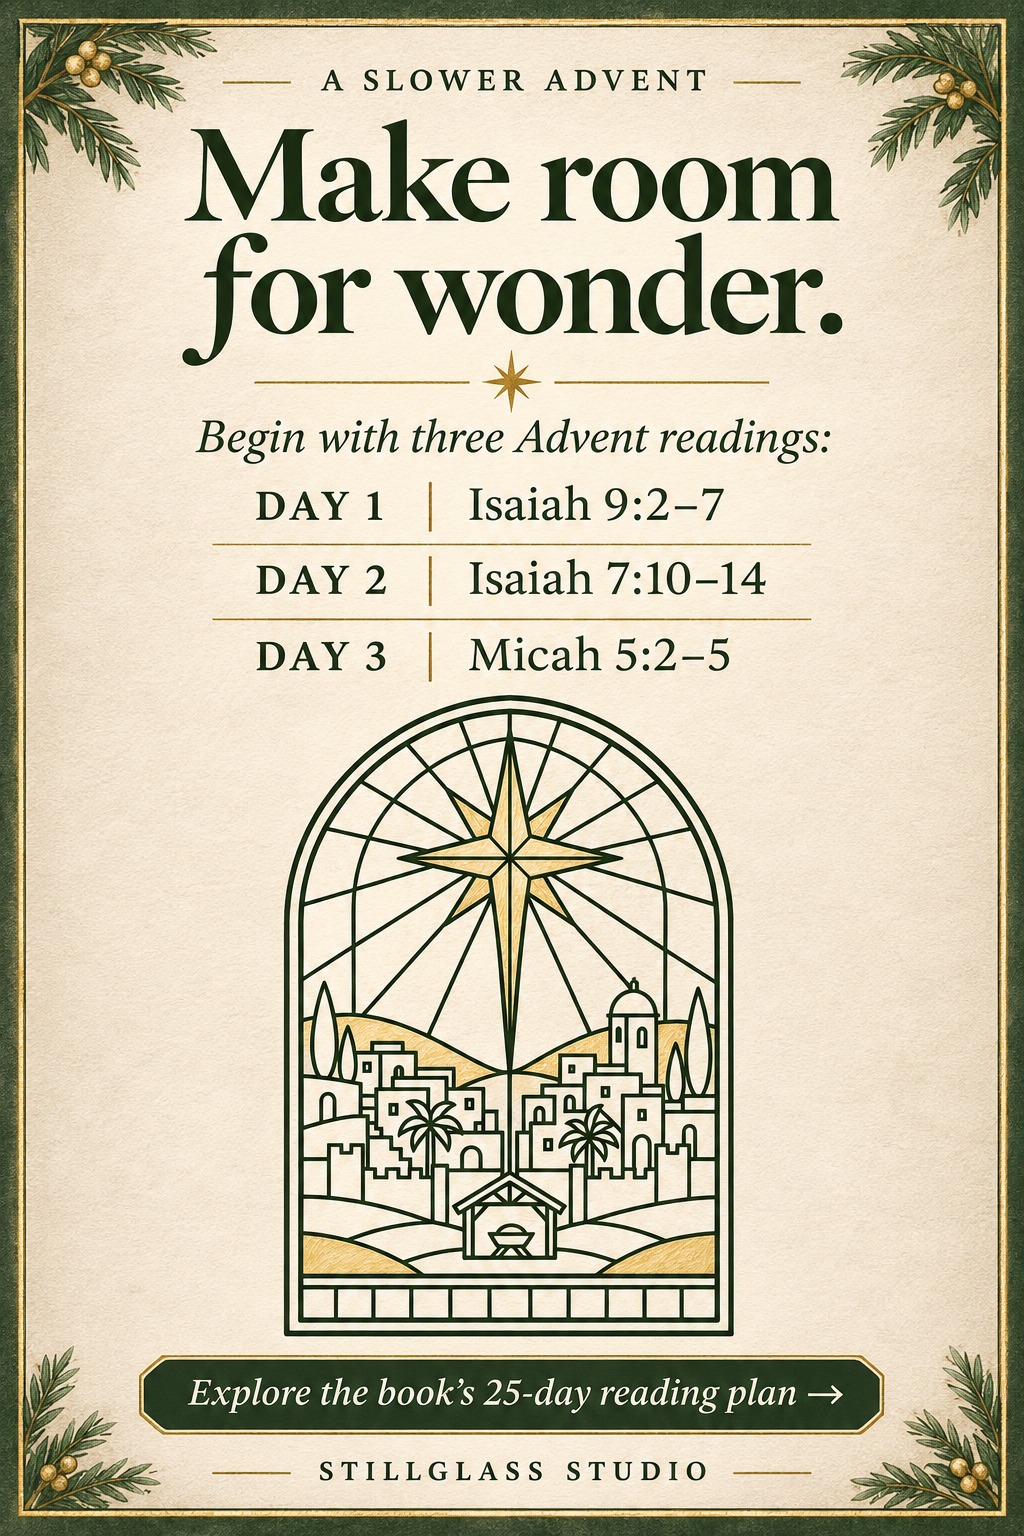 A SLOWER ADVENT
Make room
for wonder.
Begin with three Advent readings:
DAY 1 | Isaiah 9:2–7
DAY 2 | Isaiah 7:10–14
DAY 3 | Micah 5:2–5
Explore the book’s 25-day reading plan →
STILLGLASS STUDIO